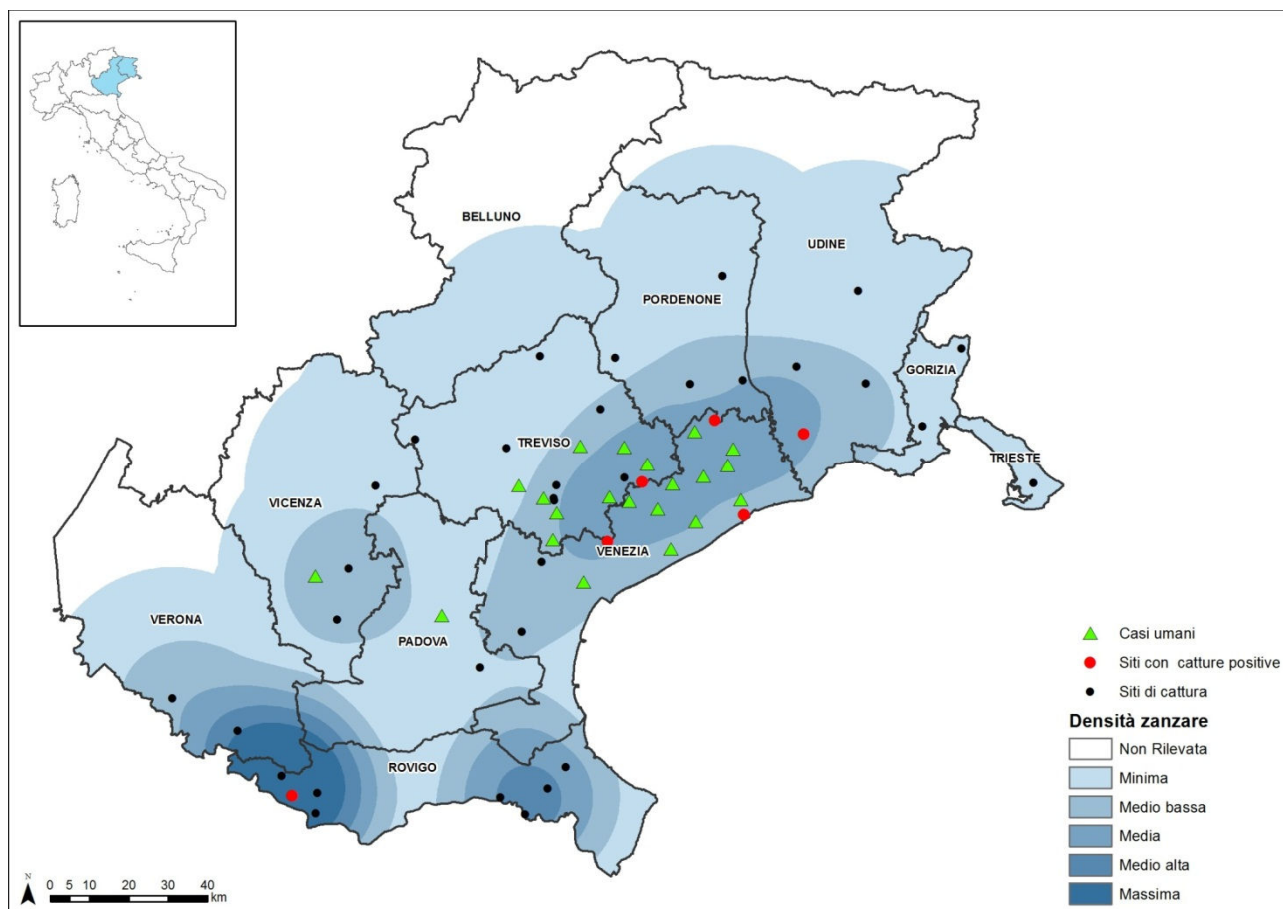 BELLUNO
UDINE
PORDENONE
GORIZIA
TREVISO
TRIESTE
VICENZA
VENEZIA
VERONA
PADOVA
ROVIGO
Casi umani
Siti con catture positive
Siti di cattura
Densità zanzare
Non Rilevata
Minima
Medio bassa
Media
Medio alta
Massima
N
0 5 10 20 30 40
km